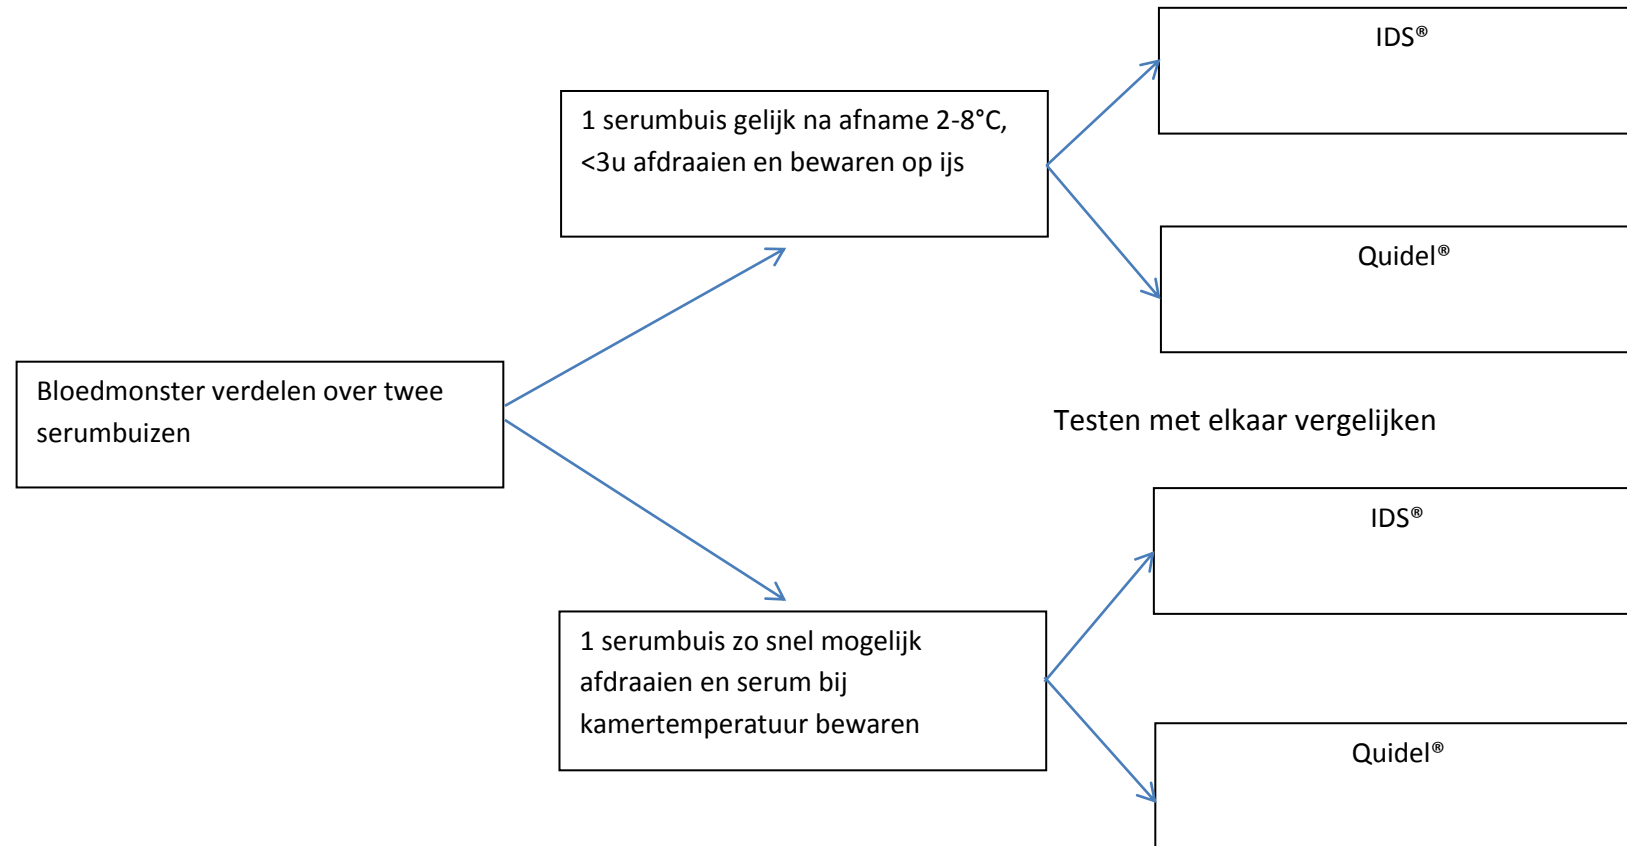 Bloedmonster verdelen over twee
serumbuizen
1 serumbuis gelijk na afname 2-8°C,
<3u afdraaien en bewaren op ijs
IDS®
Quidel®
Testen met elkaar vergelijken
1 serumbuis zo snel mogelijk
afdraaien en serum bij
kamertemperatuur bewaren
IDS®
Quidel®